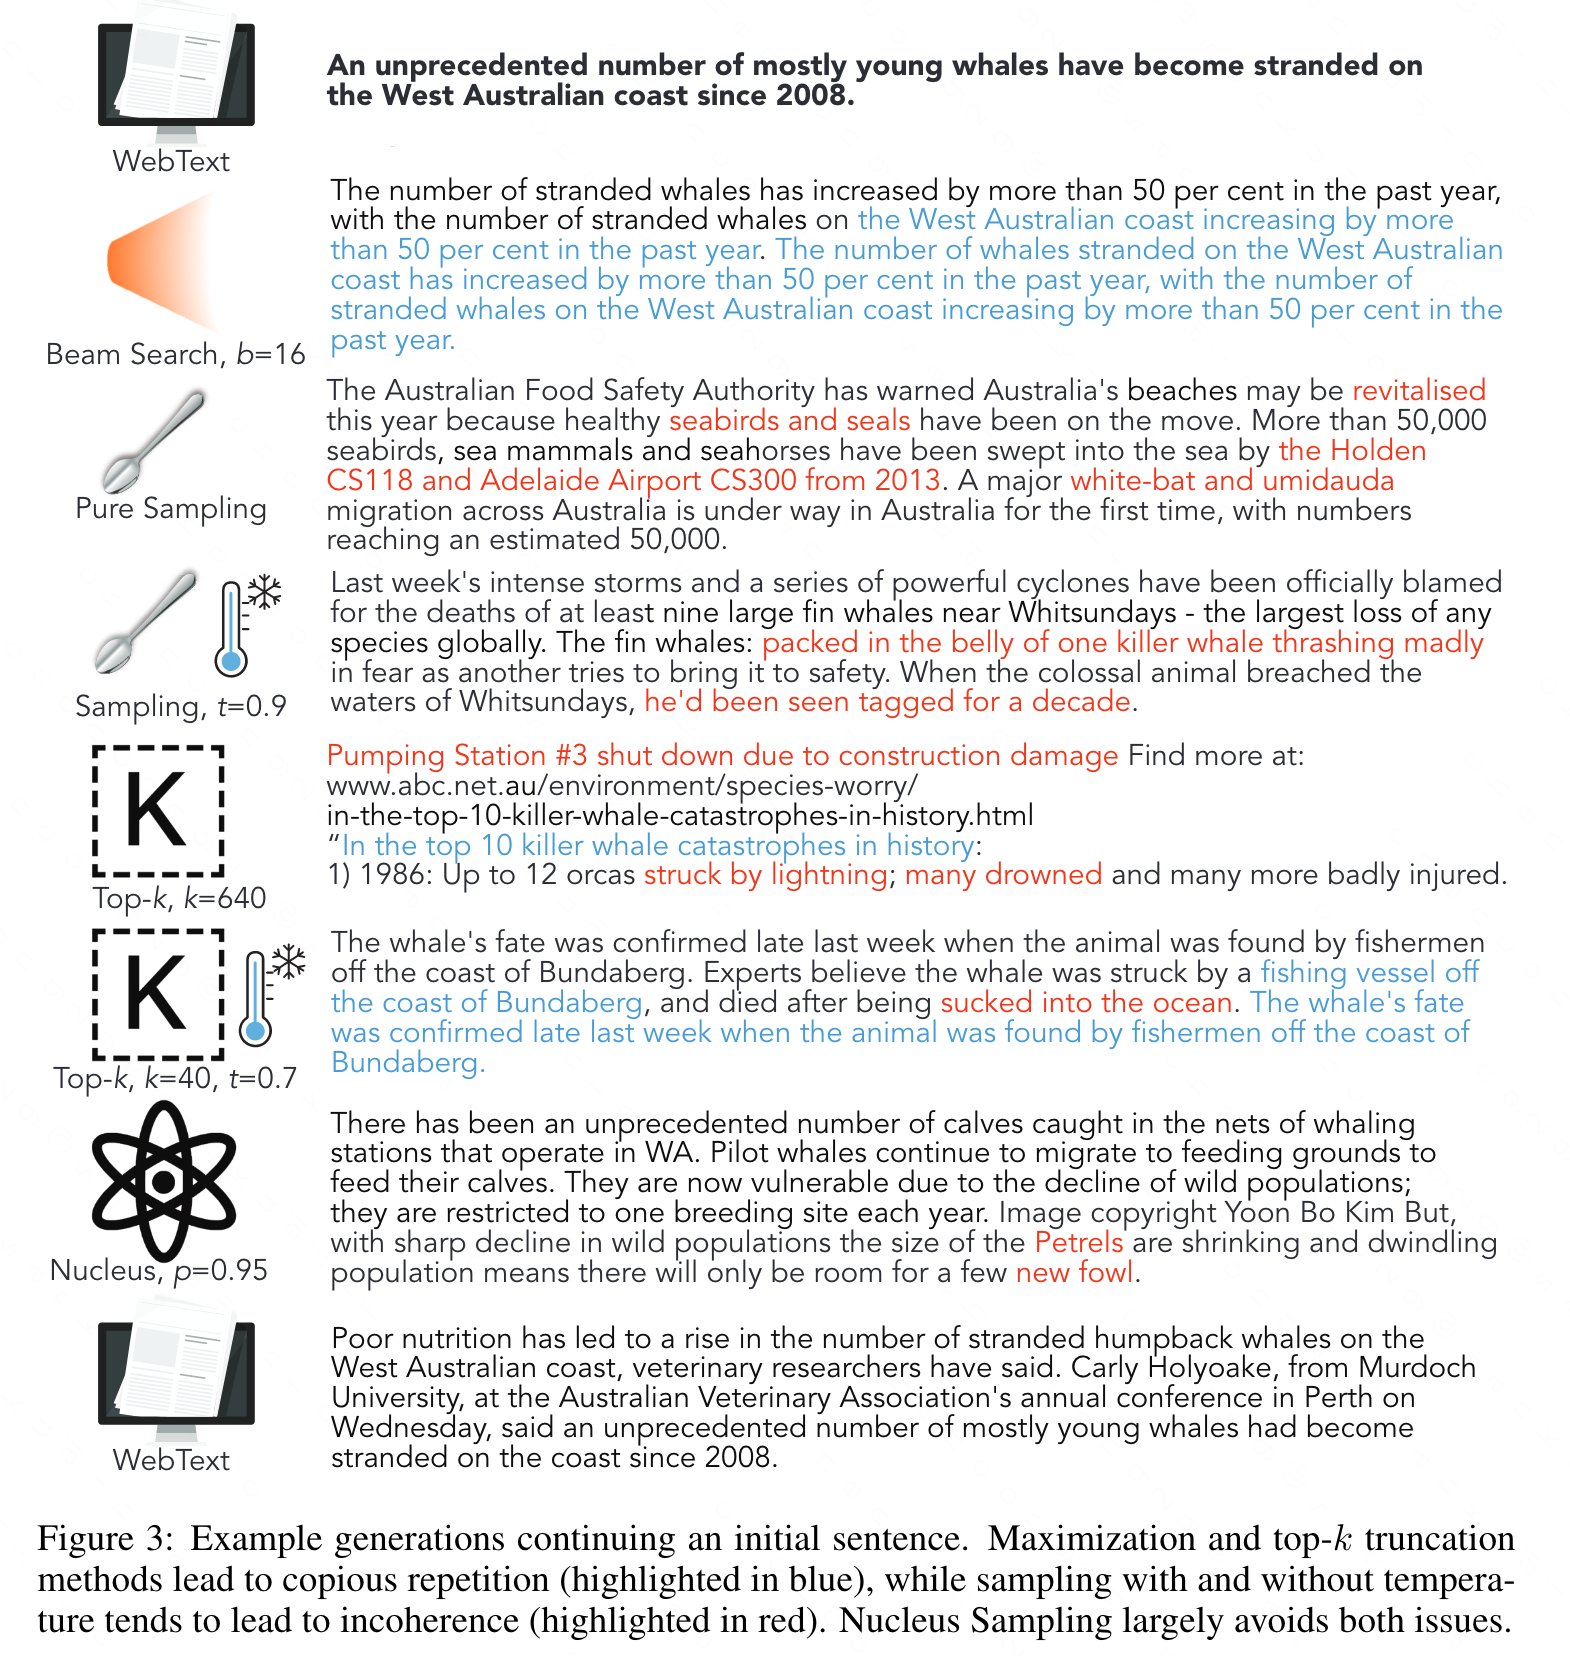 An unprecedented number of mostly young whales have become stranded on
the West Australian coast since 2008.
WebText
The number of stranded whales has increased by more than 50 per cent in the past year,
with the number of stranded whales on the West Australian coast increasing by more
than 50 per cent in the past year. The number of whales stranded on the West Australian
coast has increased by more than 50 per cent in the past year, with the number of
stranded whales on the West Australian coast increasing by more than 50 per cent in the
past year.
Beam Search, b=16
The Australian Food Safety Authority has warned Australia's beaches may be revitalised
this year because healthy seabirds and seals have been on the move. More than 50,000
seabirds, sea mammals and seahorses have been swept into the sea by the Holden
CS118 and Adelaide Airport CS300 from 2013. A major white-bat and umidauda
migration across Australia is under way in Australia for the first time, with numbers
reaching an estimated 50,000.
Pure Sampling
Last week's intense storms and a series of powerful cyclones have been officially blamed
for the deaths of at least nine large fin whales near Whitsundays - the largest loss of any
species globally. The fin whales: packed in the belly of one killer whale thrashing madly
in fear as another tries to bring it to safety. When the colossal animal breached the
waters of Whitsundays, he'd been seen tagged for a decade.
Sampling, t=0.9
K
Pumping Station #3 shut down due to construction damage Find more at:
www.abc.net.au/environment/species-worry/
in-the-top-10-killer-whale-catastrophes-in-history.html
“In the top 10 killer whale catastrophes in history:
1) 1986: Up to 12 orcas struck by lightning; many drowned and many more badly injured.
Top-k, k=640
K
The whale's fate was confirmed late last week when the animal was found by fishermen
off the coast of Bundaberg. Experts believe the whale was struck by a fishing vessel off
the coast of Bundaberg, and died after being sucked into the ocean. The whale's fate
was confirmed late last week when the animal was found by fishermen off the coast of
Bundaberg.
Top-k, k=40, t=0.7
There has been an unprecedented number of calves caught in the nets of whaling
stations that operate in WA. Pilot whales continue to migrate to feeding grounds to
feed their calves. They are now vulnerable due to the decline of wild populations;
they are restricted to one breeding site each year. Image copyright Yoon Bo Kim But,
with sharp decline in wild populations the size of the Petrels are shrinking and dwindling
population means there will only be room for a few new fowl.
Nucleus, p=0.95
Poor nutrition has led to a rise in the number of stranded humpback whales on the
West Australian coast, veterinary researchers have said. Carly Holyoake, from Murdoch
University, at the Australian Veterinary Association's annual conference in Perth on
Wednesday, said an unprecedented number of mostly young whales had become
stranded on the coast since 2008.
WebText
Figure 3: Example generations continuing an initial sentence. Maximization and top-k truncation
methods lead to copious repetition (highlighted in blue), while sampling with and without tempera-
ture tends to lead to incoherence (highlighted in red). Nucleus Sampling largely avoids both issues.